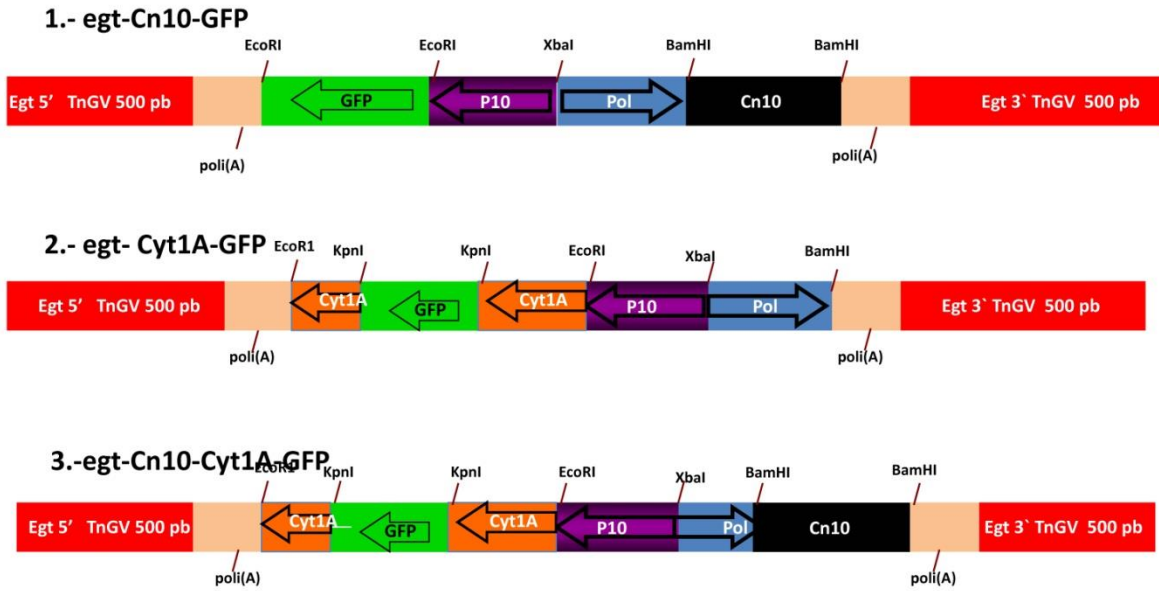 1.- egt-Cn10-GFP
EcoRI EcoRI XbaI BamHI BamHI
Egt 5’ TnGV 500 pb GFP P10 Pol Cn10 Egt 3` TnGV 500 pb
poli(A) poli(A)
2.- egt- Cyt1A-GFP
EcoR1 KpnI KpnI EcoRI XbaI BamHI
Egt 5’ TnGV 500 pb Cyt1A GFP Cyt1A P10 Pol Egt 3` TnGV 500 pb
poli(A) poli(A)
3.-egt-Cn10-Cyt1A-GFP
EcoR1 KpnI KpnI EcoRI XbaI BamHI BamHI
Egt 5’ TnGV 500 pb Cyt1A GFP Cyt1A P10 Pol Cn10 Egt 3` TnGV 500 pb
poli(A) poli(A)